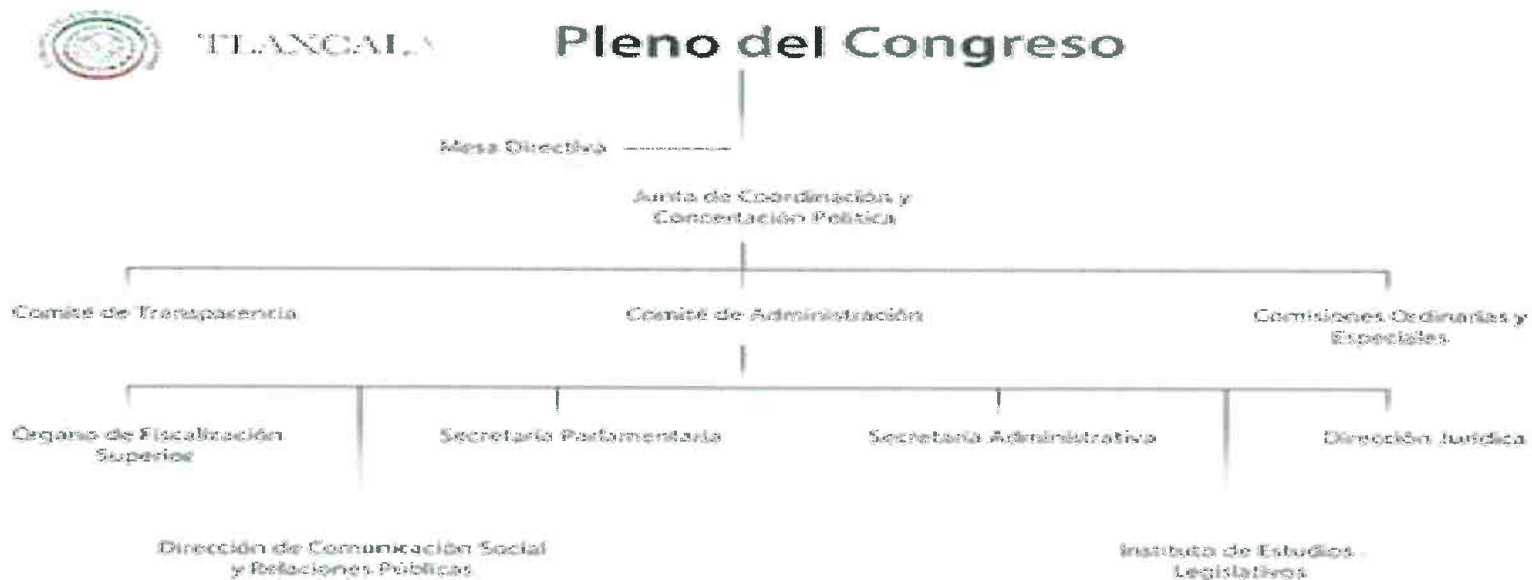 TLAXCALA
Pleno del Congreso
Mesa Directiva
Junta de Coordinación y
Concertación Política
Comité de Transparencia
Comité de Administración
Comisiones Ordinarias y
Especiales
Organo de Fiscalización
Superior
Secretaría Parlamentaria
Secretaría Administrativa
Dirección Jurídica
Dirección de Comunicación Social
y Relaciones Públicas
Instituto de Estudios
Legislativos